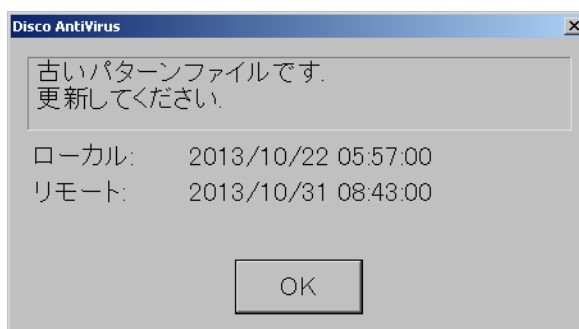 Disco AntiVirus
古いパターンファイルです.
更新してください.
ローカル: 2013/10/22 05:57:00
リモート: 2013/10/31 08:43:00
OK